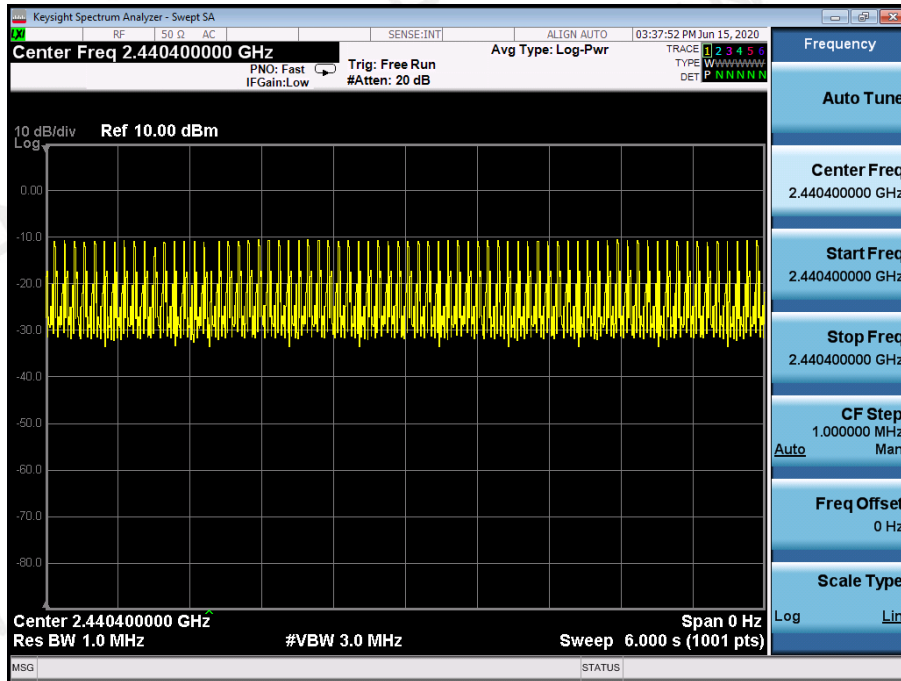 Keysight Spectrum Analyzer - Swept SA
LXI RF 50 Ω AC SENSE:INT ALIGN AUTO 03:37:52 PM Jun 15, 2020
Center Freq 2.440400000 GHz
PNO: Fast
IFGain:Low
Trig: Free Run
#Atten: 20 dB
Avg Type: Log-Pwr
TRACE 1 2 3 4 5 6
TYPE WWWWWW
DET P N N N N N
10 dB/div Ref 10.00 dBm
Log
0.00
-10.0
-20.0
-30.0
-40.0
-50.0
-60.0
-70.0
-80.0
Center 2.440400000 GHz Span 0 Hz
Res BW 1.0 MHz #VBW 3.0 MHz Sweep 6.000 s (1001 pts)
MSG STATUS
Frequency
Auto Tune
Center Freq
2.440400000 GHz
Start Freq
2.440400000 GHz
Stop Freq
2.440400000 GHz
CF Step
1.000000 MHz
Auto Man
Freq Offset
0 Hz
Scale Type
Log Lin